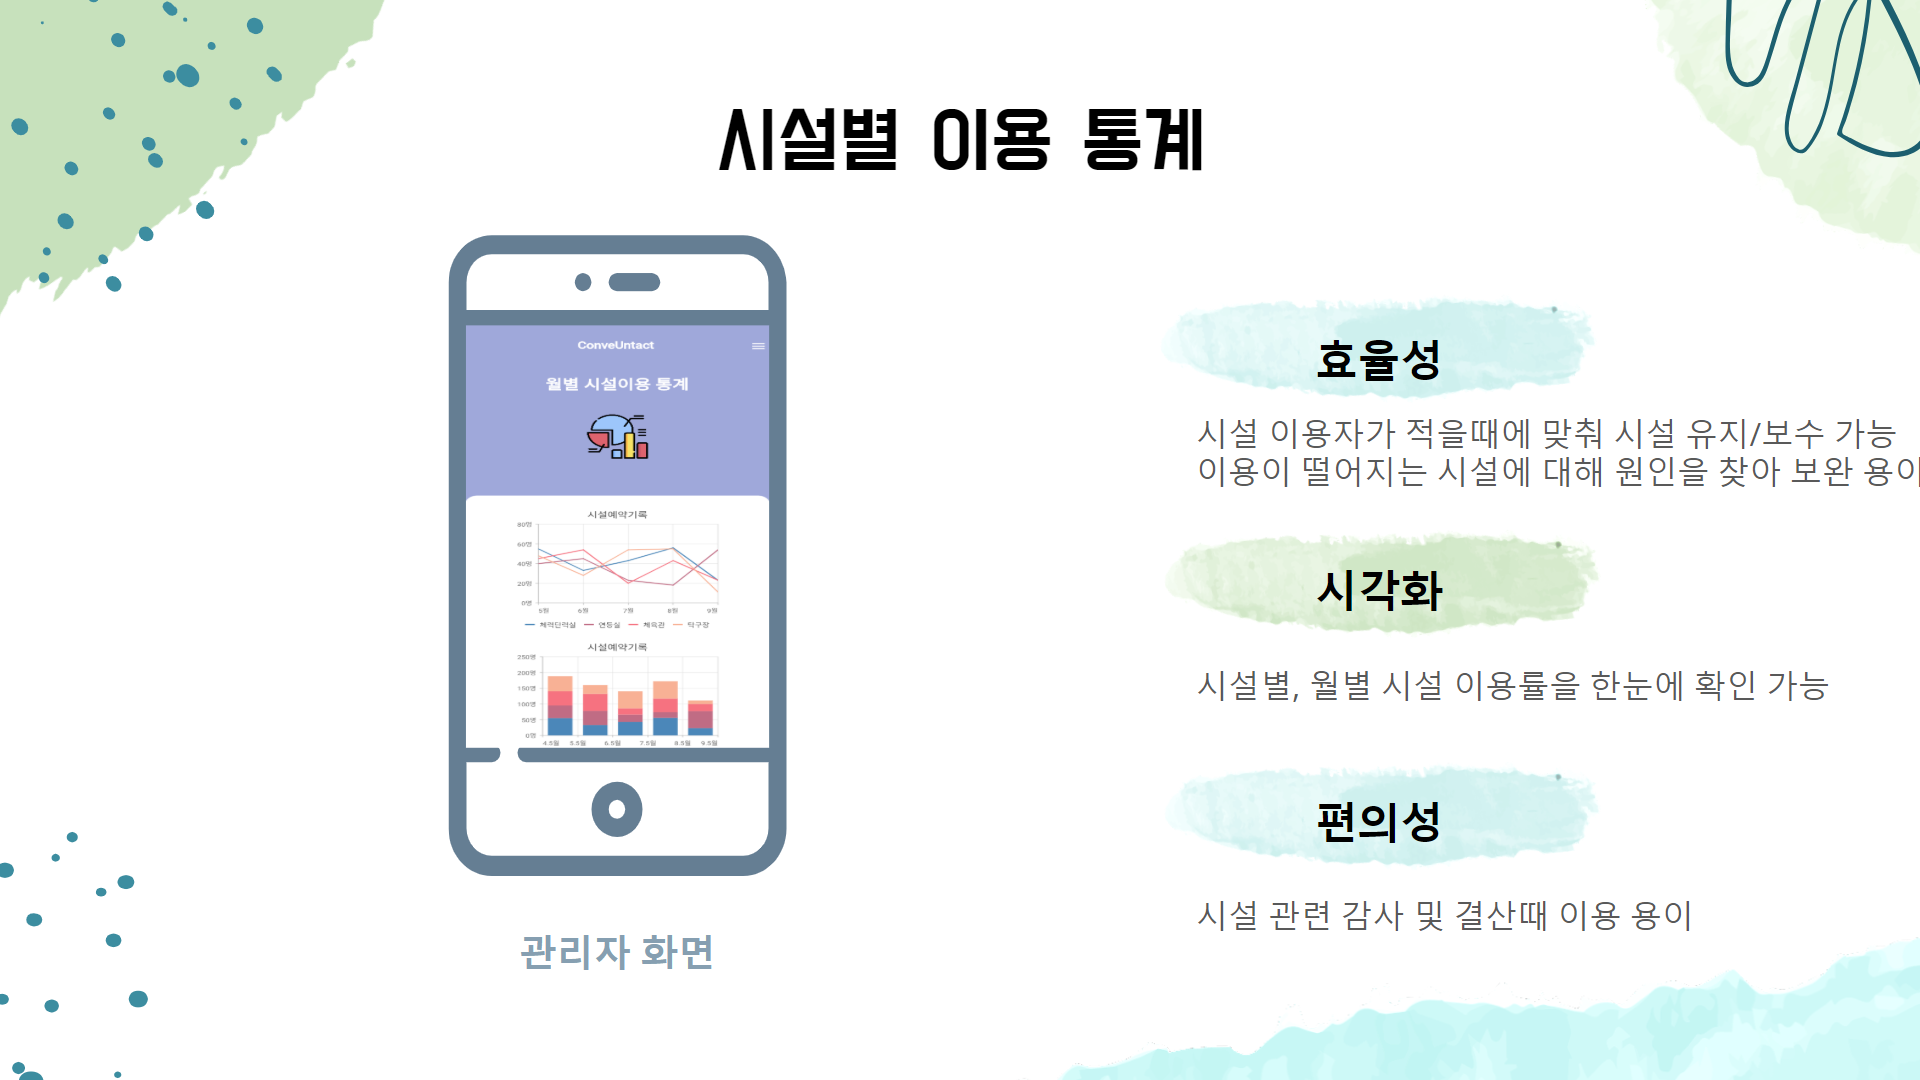 시설별 이용 통계
ConveUntact
월별 시설이용 통계
시설예약기록
80명
60명
40명
20명
0명
5월 6월 7월 8월 9월
체력단련실 연등실 체육관 탁구장
시설예약기록
250명
200명
150명
100명
50명
0명
4.5월 5.5월 6.5월 7.5월 8.5월 9.5월
관리자 화면
효율성
시설 이용자가 적을때에 맞춰 시설 유지/보수 가능
이용이 떨어지는 시설에 대해 원인을 찾아 보완 용이
시각화
시설별, 월별 시설 이용률을 한눈에 확인 가능
편의성
시설 관련 감사 및 결산때 이용 용이